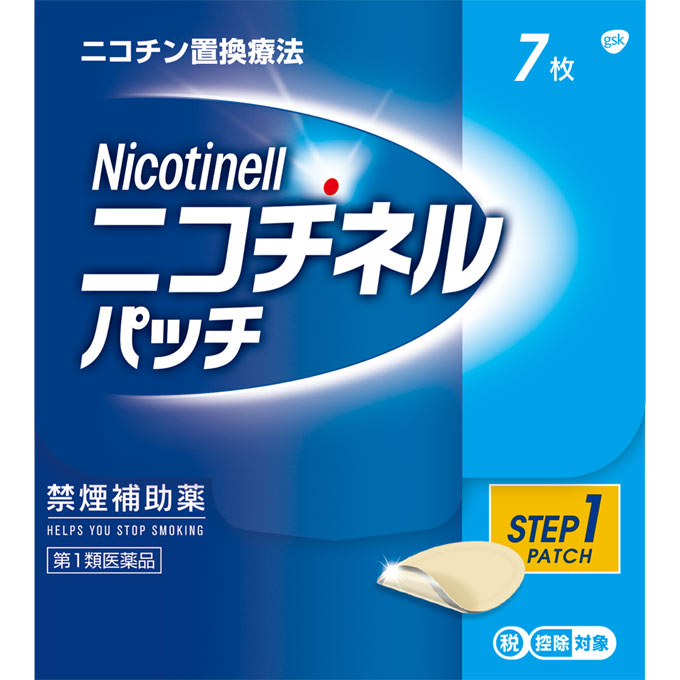 ニコチン置換療法
7枚
gsk
Nicotinell
ニコチネル
パッチ
禁煙補助薬
HELPS YOU STOP SMOKING
第1類医薬品
STEP1
PATCH
税 控除 対象